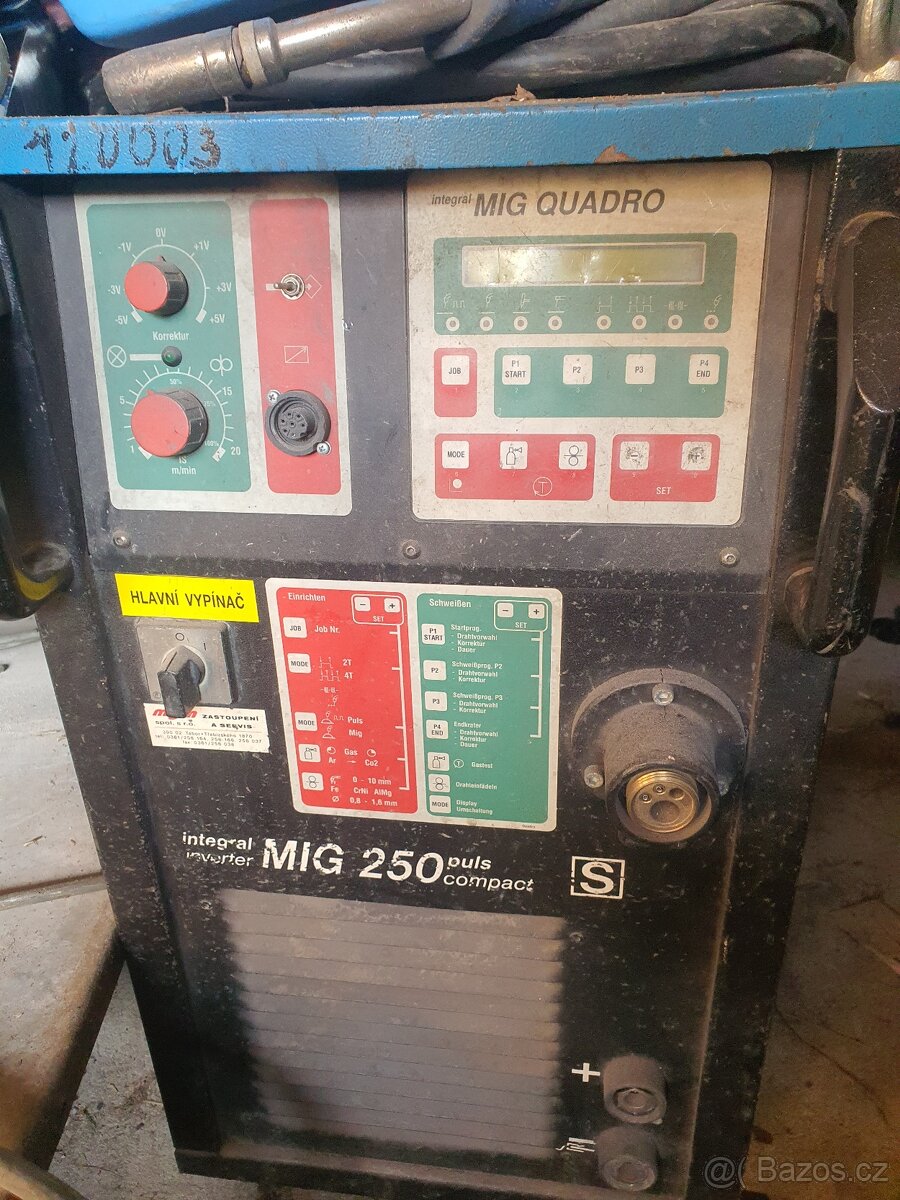 120003
integral MIG QUADRO
0V
-1V +1V
-3V +3V
-5V +5V
Korrektur
50%
5 15
1 20
m/min
JOB
P1 START
P2
P3
P4 END
MODE
T
SET
HLAVNÍ VYPÍNAČ
O
spol. s r.o. ZASTOUPENÍ
A SERVIS
Einrichten
- +
SET
JOB Job Nr.
MODE 2T
4T
MODE Puls
Mig
Gas
Ar Co2
0 - 10 mm
Fe CrNi AlMg
Ø 0,8 - 1,6 mm
Schweißen
- +
SET
P1 START Startprog.
- Drahtvorwahl
- Korrektur
- Dauer
P2 Schweißprog. P2
- Drahtvorwahl
- Korrektur
P3 Schweißprog. P3
- Drahtvorwahl
- Korrektur
P4 END Endkrater
- Drahtvorwahl
- Korrektur
- Dauer
T Gastest
Drahteinfädeln
MODE Display
Umschaltung
integral
inverter MIG 250 puls
compact
S
+
@( Bazos.cz